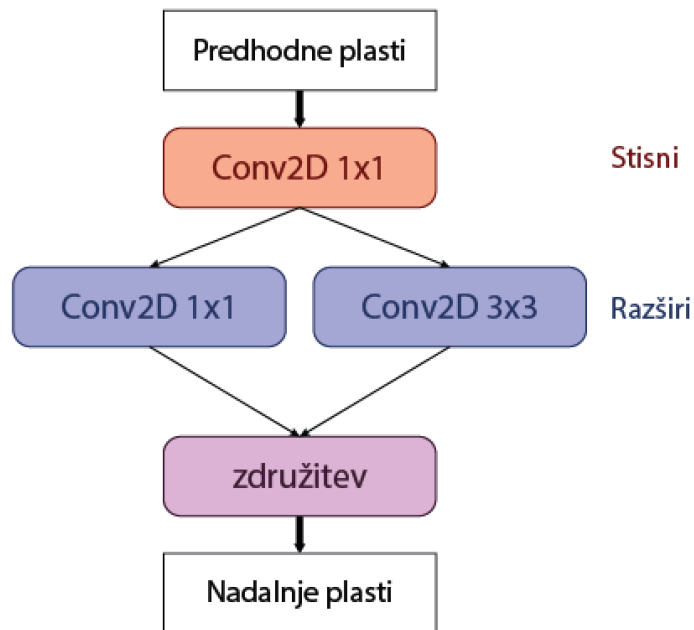 Predhodne plasti
Conv2D 1x1
Stisni
Conv2D 1x1
Conv2D 3x3
Razširi
združitev
Nadalnje plasti